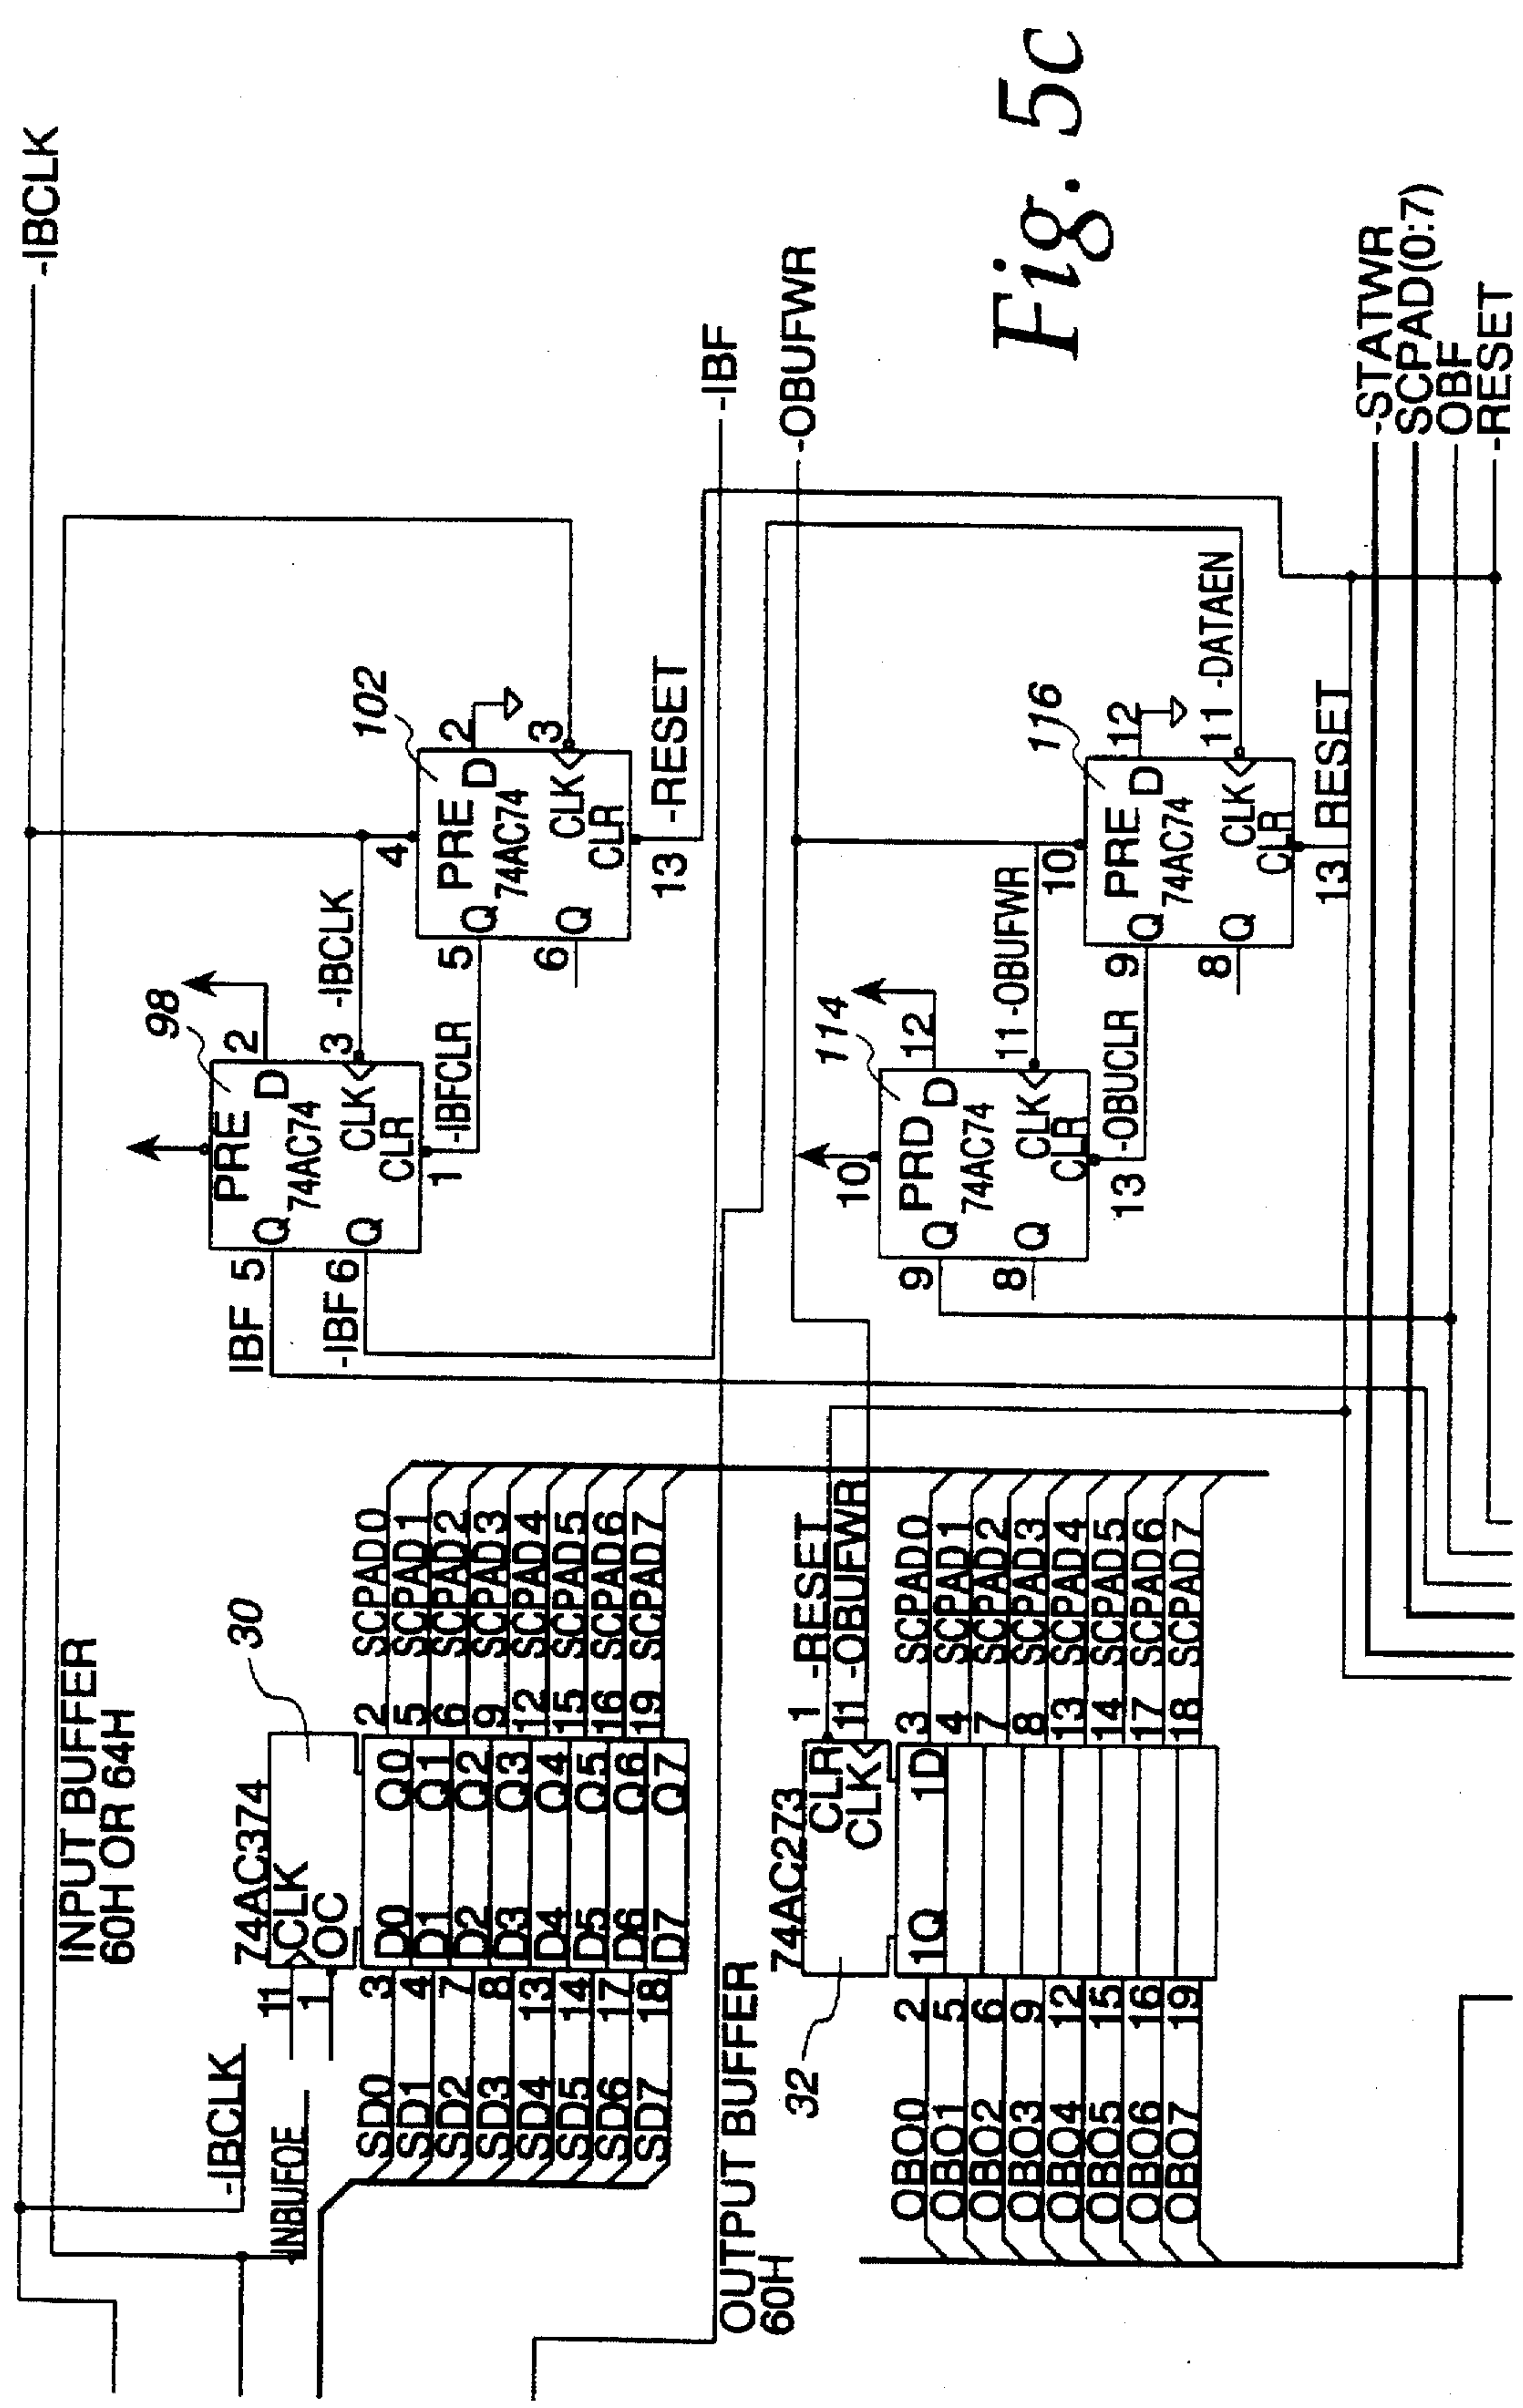 -IBCLK
INPUT BUFFER
60H OR 64H
-IBCLK
INBUFOE
74AC374
30
11
CLK
1
OC
SD0 3 D0 Q0 2 SCPAD0
SD1 4 D1 Q1 5 SCPAD1
SD2 7 D2 Q2 6 SCPAD2
SD3 8 D3 Q3 9 SCPAD3
SD4 13 D4 Q4 12 SCPAD4
SD5 14 D5 Q5 15 SCPAD5
SD6 17 D6 Q6 16 SCPAD6
SD7 18 D7 Q7 19 SCPAD7
98
PRE
IBF 5 Q D 2
74AC74
-IBF 6 Q CLK 3 -IBCLK
CLR
1 -IBFCLR
102
4
PRE
5 Q D 2
74AC74
6 Q CLK 3
CLR
13 -RESET
-IBF
OUTPUT BUFFER
60H
-OBUFWR
74AC273
32
CLR 1 -RESET
CLK 11 -OBUFWR
OBO0 2 1Q 1D 3 SCPAD0
OBO1 5 4 SCPAD1
OBO2 6 7 SCPAD2
OBO3 9 8 SCPAD3
OBO4 12 13 SCPAD4
OBO5 15 14 SCPAD5
OBO6 16 17 SCPAD6
OBO7 19 18 SCPAD7
114
10
PRD
9 Q D 12
74AC74
8 Q CLK 11 -OBUFWR
CLR
13 -OBUCLR
116
10
PRE
9 Q D 12
74AC74
8 Q CLK 11 -DATAEN
CLR
13 -RESET
Fig. 5c
-STATWR
SCPAD(0:7)
OBF
-RESET